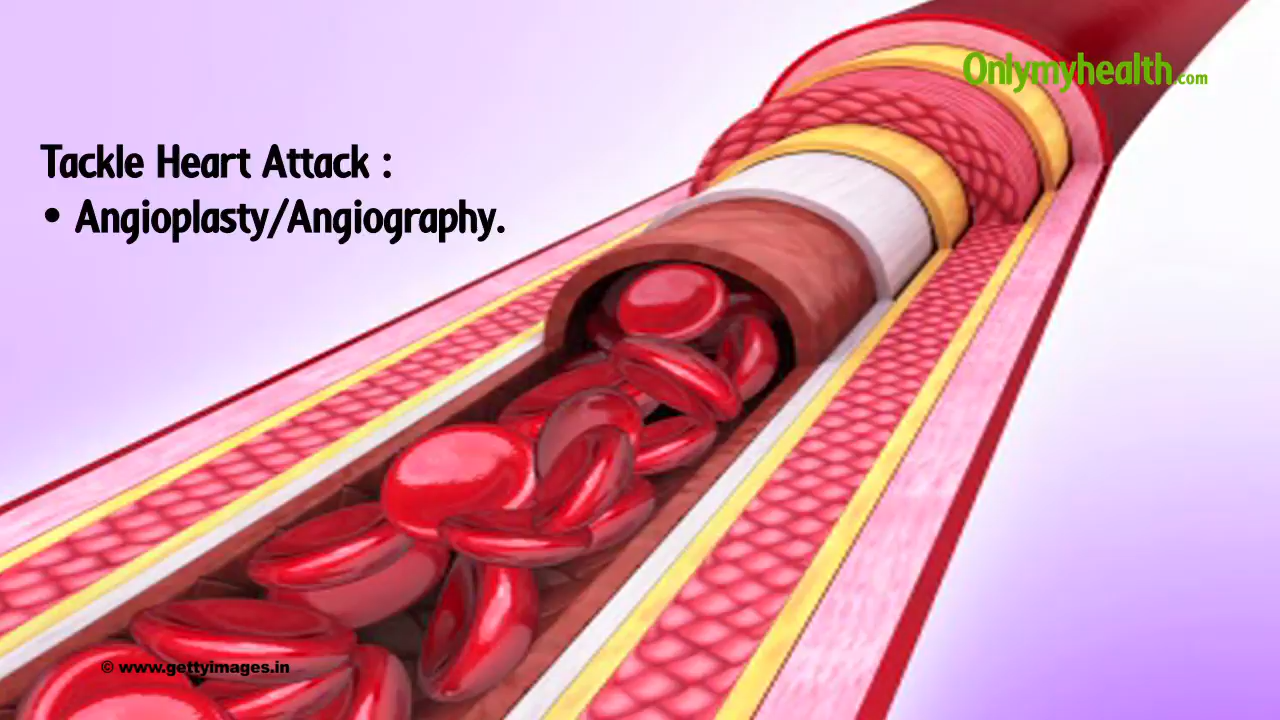 Onlymyhealth.com
Tackle Heart Attack :
• Angioplasty/Angiography.
© www.gettyimages.in